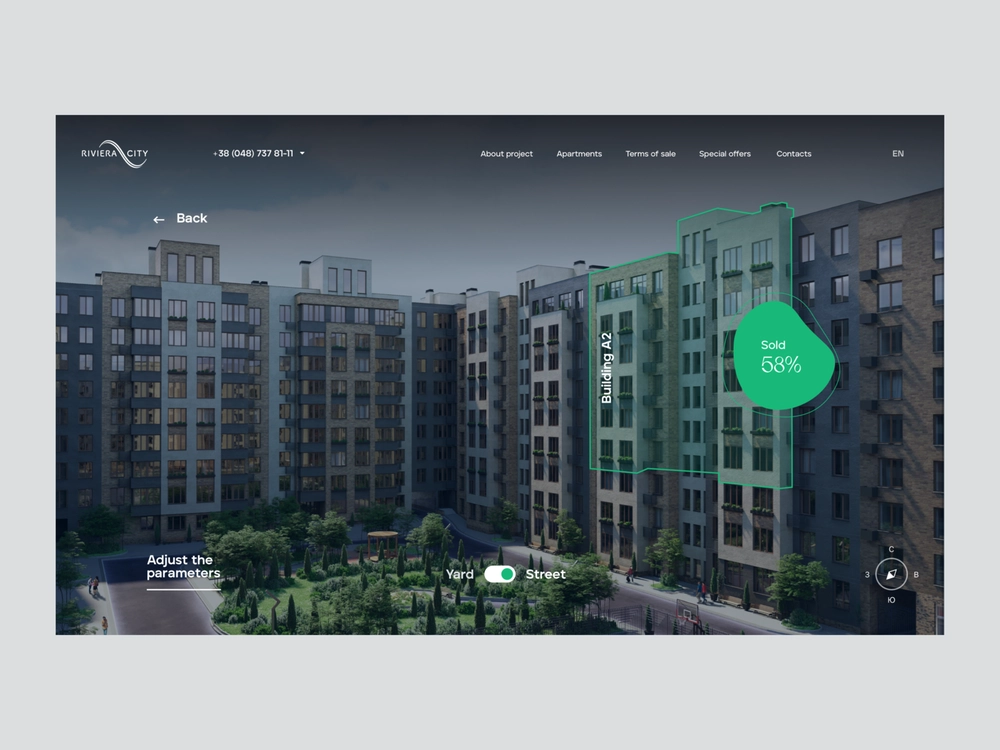 RIVIERA CITY
+38 (048) 737 81-11
About project
Apartments
Terms of sale
Special offers
Contacts
EN
← Back
Building A2
Sold
58%
Adjust the
parameters
Yard
Street
С
З
В
Ю